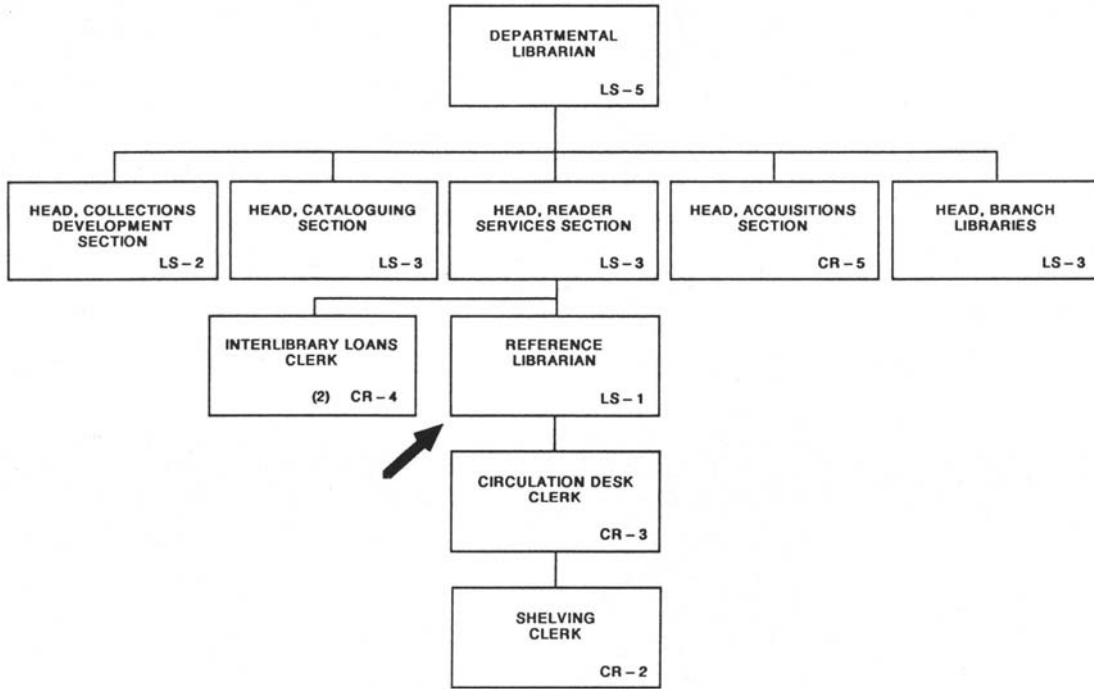 DEPARTMENTAL
LIBRARIAN
LS – 5
HEAD, COLLECTIONS
DEVELOPMENT
SECTION
LS – 2
HEAD, CATALOGUING
SECTION
LS – 3
HEAD, READER
SERVICES SECTION
LS – 3
HEAD, ACQUISITIONS
SECTION
CR – 5
HEAD, BRANCH
LIBRARIES
LS – 3
INTERLIBRARY LOANS
CLERK
(2) CR – 4
REFERENCE
LIBRARIAN
LS – 1
CIRCULATION DESK
CLERK
CR – 3
SHELVING
CLERK
CR – 2